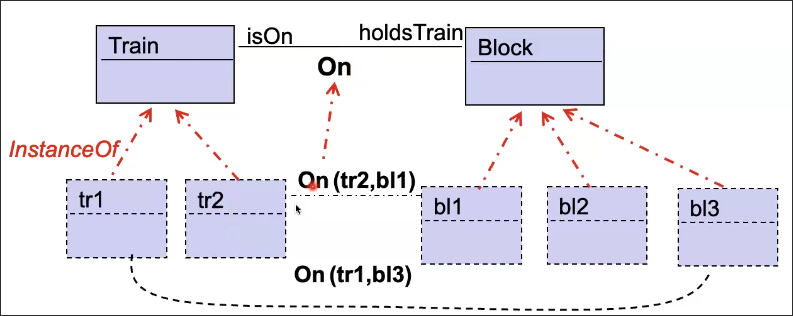 Train
isOn
holdsTrain
Block
On
InstanceOf
On (tr2,bl1)
tr1
tr2
bl1
bl2
bl3
On (tr1,bl3)